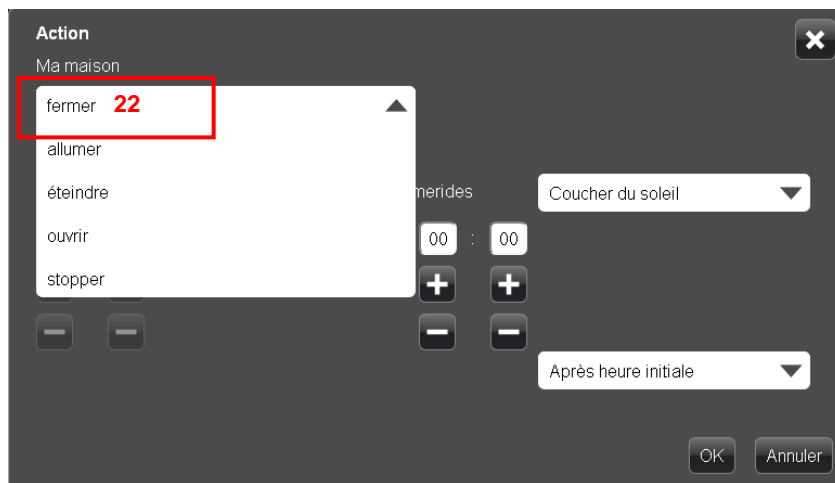 Action
Ma maison
fermer 22
allumer
éteindre
merides Coucher du soleil
ouvrir
00 : 00
stopper
Après heure initiale
OK Annuler